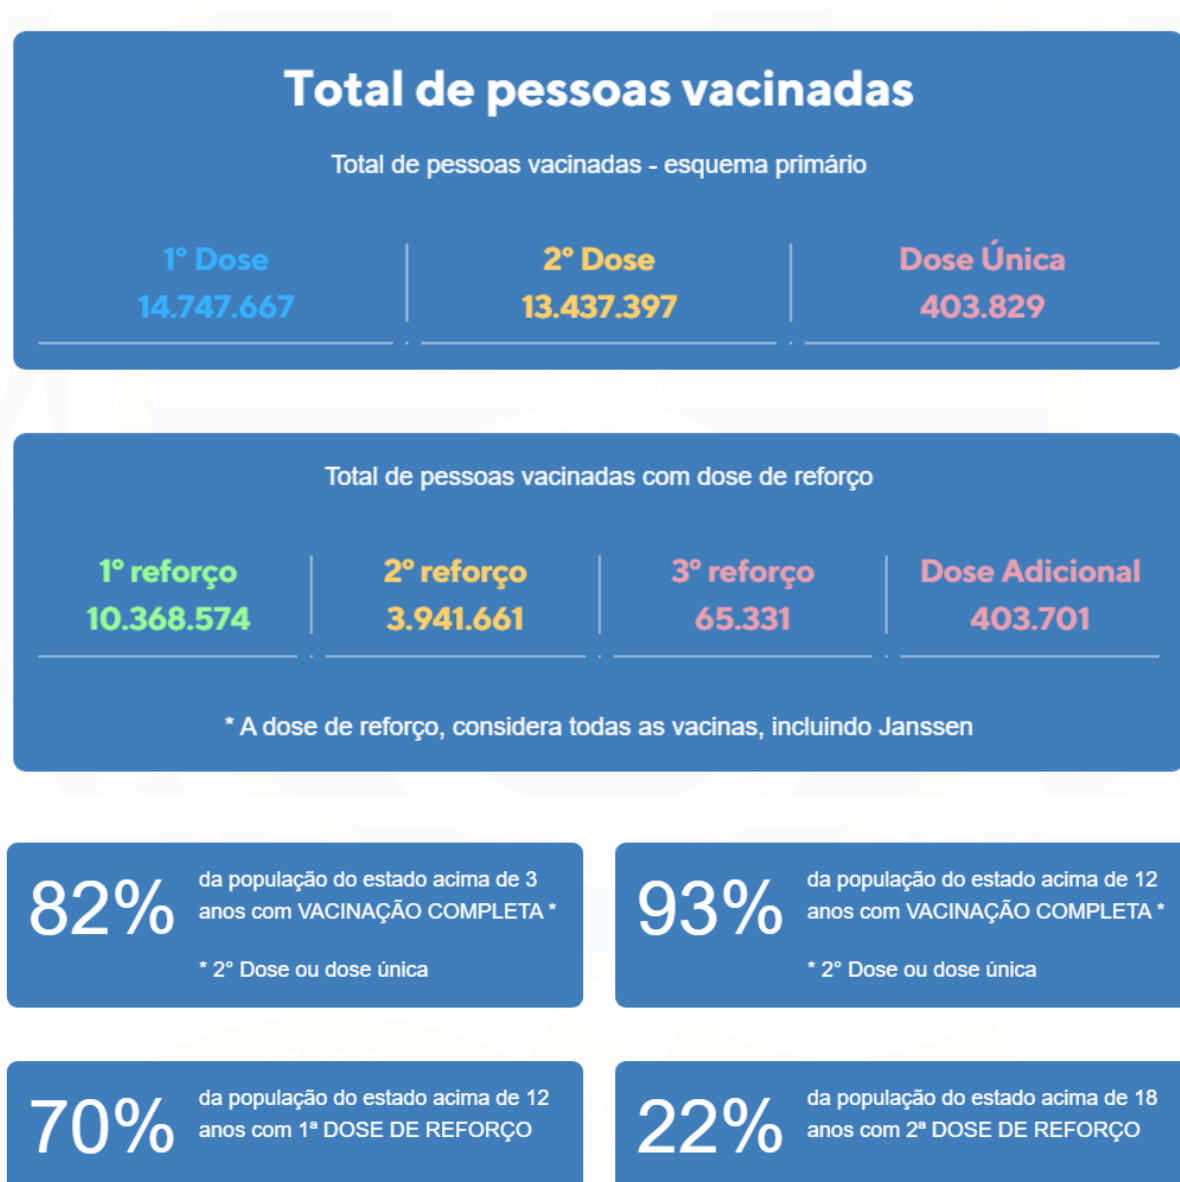 Total de pessoas vacinadas
Total de pessoas vacinadas - esquema primário
1º Dose
14.747.667
2º Dose
13.437.397
Dose Única
403.829
Total de pessoas vacinadas com dose de reforço
1º reforço
10.368.574
2º reforço
3.941.661
3º reforço
65.331
Dose Adicional
403.701
* A dose de reforço, considera todas as vacinas, incluindo Janssen
82%
da população do estado acima de 3
anos com VACINAÇÃO COMPLETA *
* 2° Dose ou dose única
93%
da população do estado acima de 12
anos com VACINAÇÃO COMPLETA *
* 2° Dose ou dose única
70%
da população do estado acima de 12
anos com 1ª DOSE DE REFORÇO
22%
da população do estado acima de 18
anos com 2ª DOSE DE REFORÇO